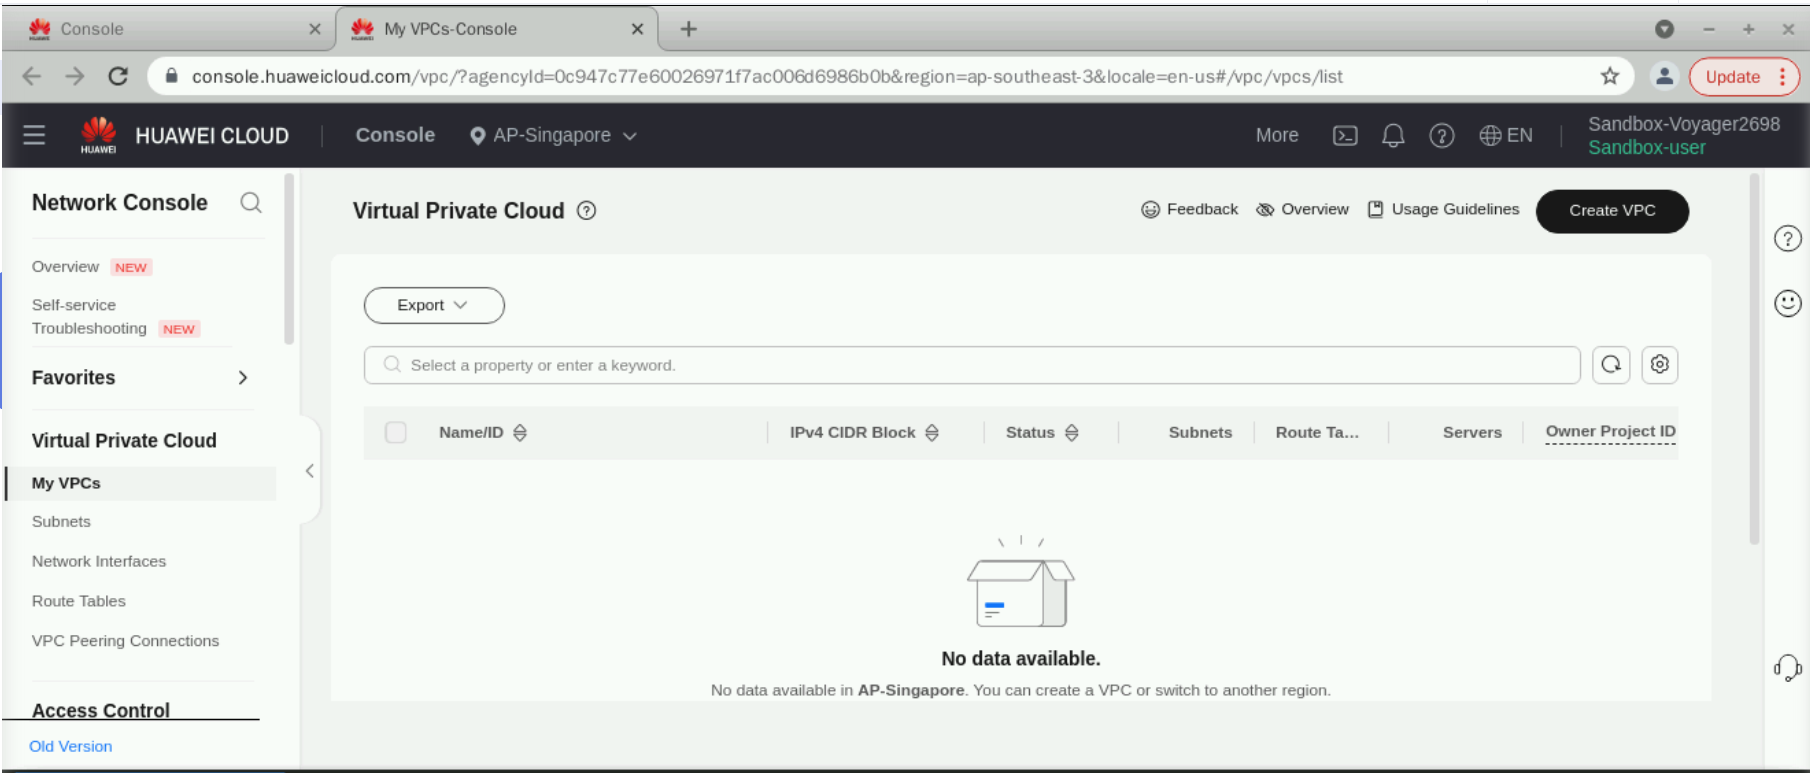 Console
My VPCs-Console
console.huaweicloud.com/vpc/?agencyId=0c947c77e60026971f7ac006d6986b0b&region=ap-southeast-3&locale=en-us#/vpc/vpcs/list
Update
HUAWEI
HUAWEI CLOUD
Console
AP-Singapore
More
EN
Sandbox-Voyager2698
Sandbox-user
Network Console
Overview NEW
Self-service
Troubleshooting NEW
Favorites
Virtual Private Cloud
My VPCs
Subnets
Network Interfaces
Route Tables
VPC Peering Connections
Access Control
Old Version
Virtual Private Cloud
Feedback
Overview
Usage Guidelines
Create VPC
Export
Select a property or enter a keyword.
Name/ID
IPv4 CIDR Block
Status
Subnets
Route Ta...
Servers
Owner Project ID
No data available.
No data available in AP-Singapore. You can create a VPC or switch to another region.